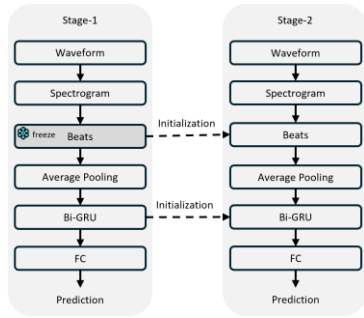 Stage-1
Waveform
Spectrogram
freeze Beats
Average Pooling
Bi-GRU
FC
Prediction
Initialization
Initialization
Stage-2
Waveform
Spectrogram
Beats
Average Pooling
Bi-GRU
FC
Prediction